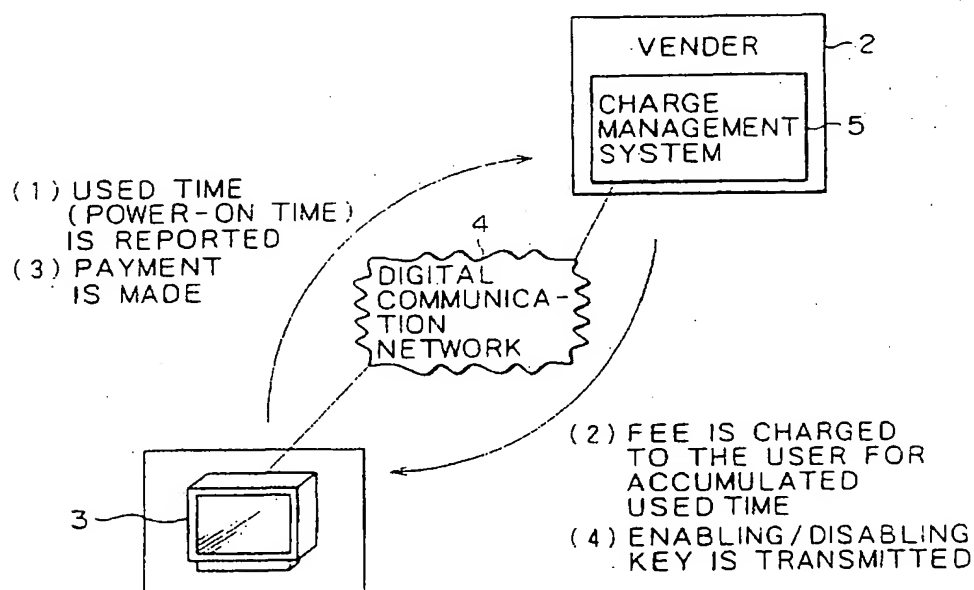 VENDER
2
CHARGE
MANAGEMENT
SYSTEM
5
(1) USED TIME
(POWER-ON TIME)
IS REPORTED
(3) PAYMENT
IS MADE
4
DIGITAL
COMMUNICA-
TION
NETWORK
(2) FEE IS CHARGED
TO THE USER FOR
ACCUMULATED
USED TIME
(4) ENABLING/DISABLING
KEY IS TRANSMITTED
3